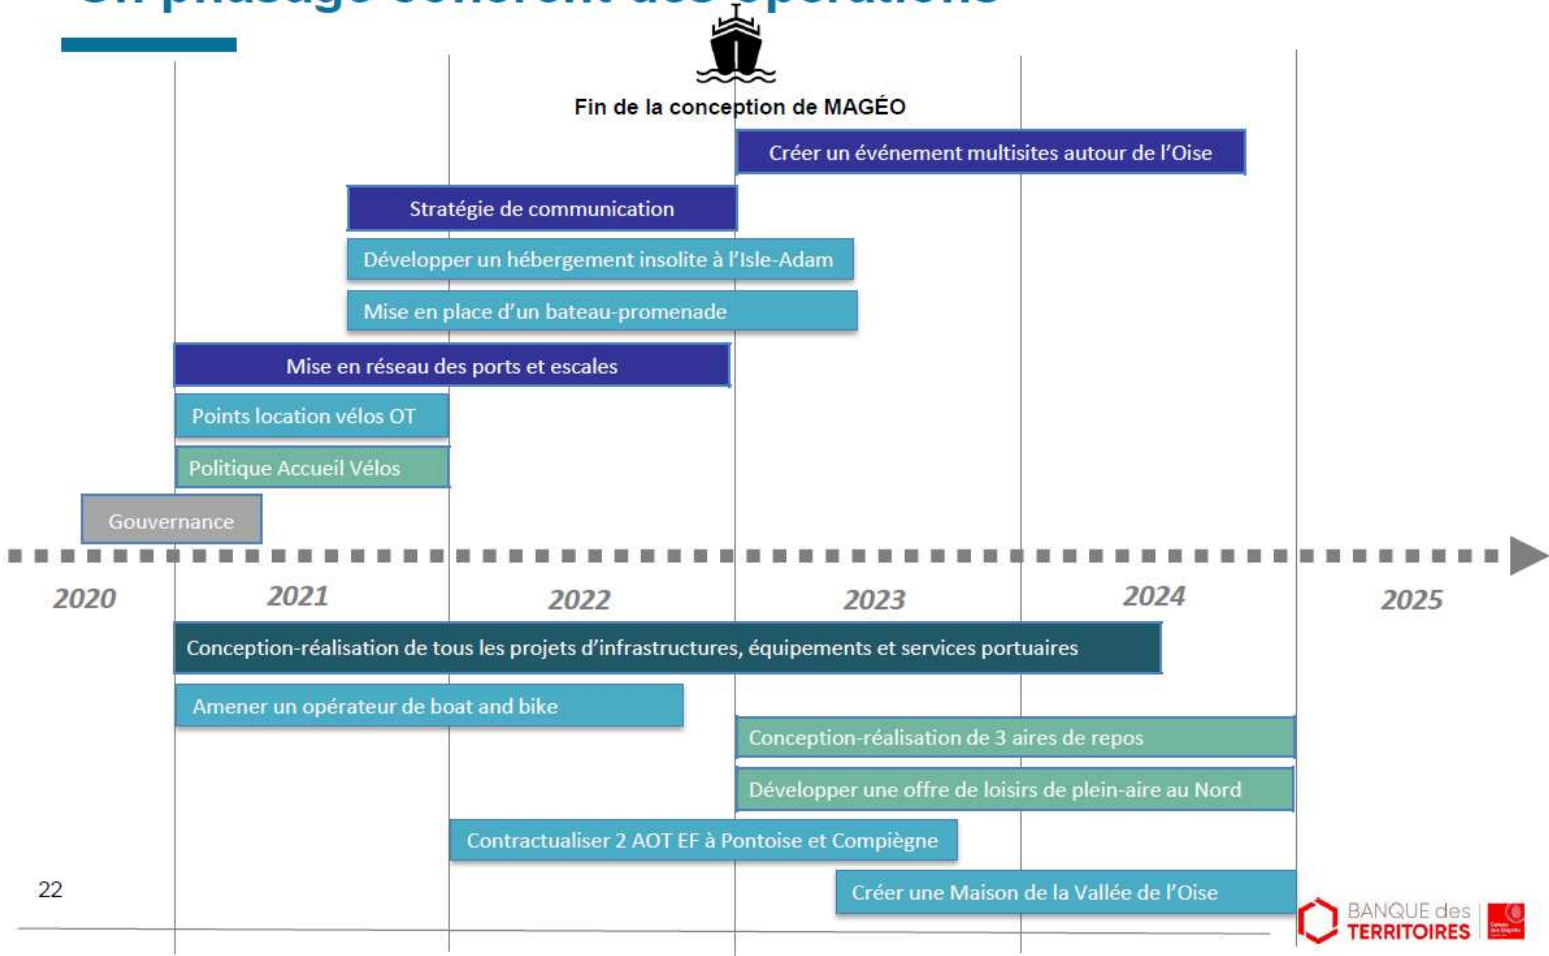 Un phasage cohérent des opérations
Fin de la conception de MAGÉO
Créer un événement multisites autour de l'Oise
Stratégie de communication
Développer un hébergement insolite à l'Isle-Adam
Mise en place d'un bateau-promenade
Mise en réseau des ports et escales
Points location vélos OT
Politique Accueil Vélos
Gouvernance
2020 2021 2022 2023 2024 2025
Conception-réalisation de tous les projets d'infrastructures, équipements et services portuaires
Amener un opérateur de boat and bike
Conception-réalisation de 3 aires de repos
Développer une offre de loisirs de plein-aire au Nord
Contractualiser 2 AOT EF à Pontoise et Compiègne
Créer une Maison de la Vallée de l'Oise
22
BANQUE des
TERRITOIRES